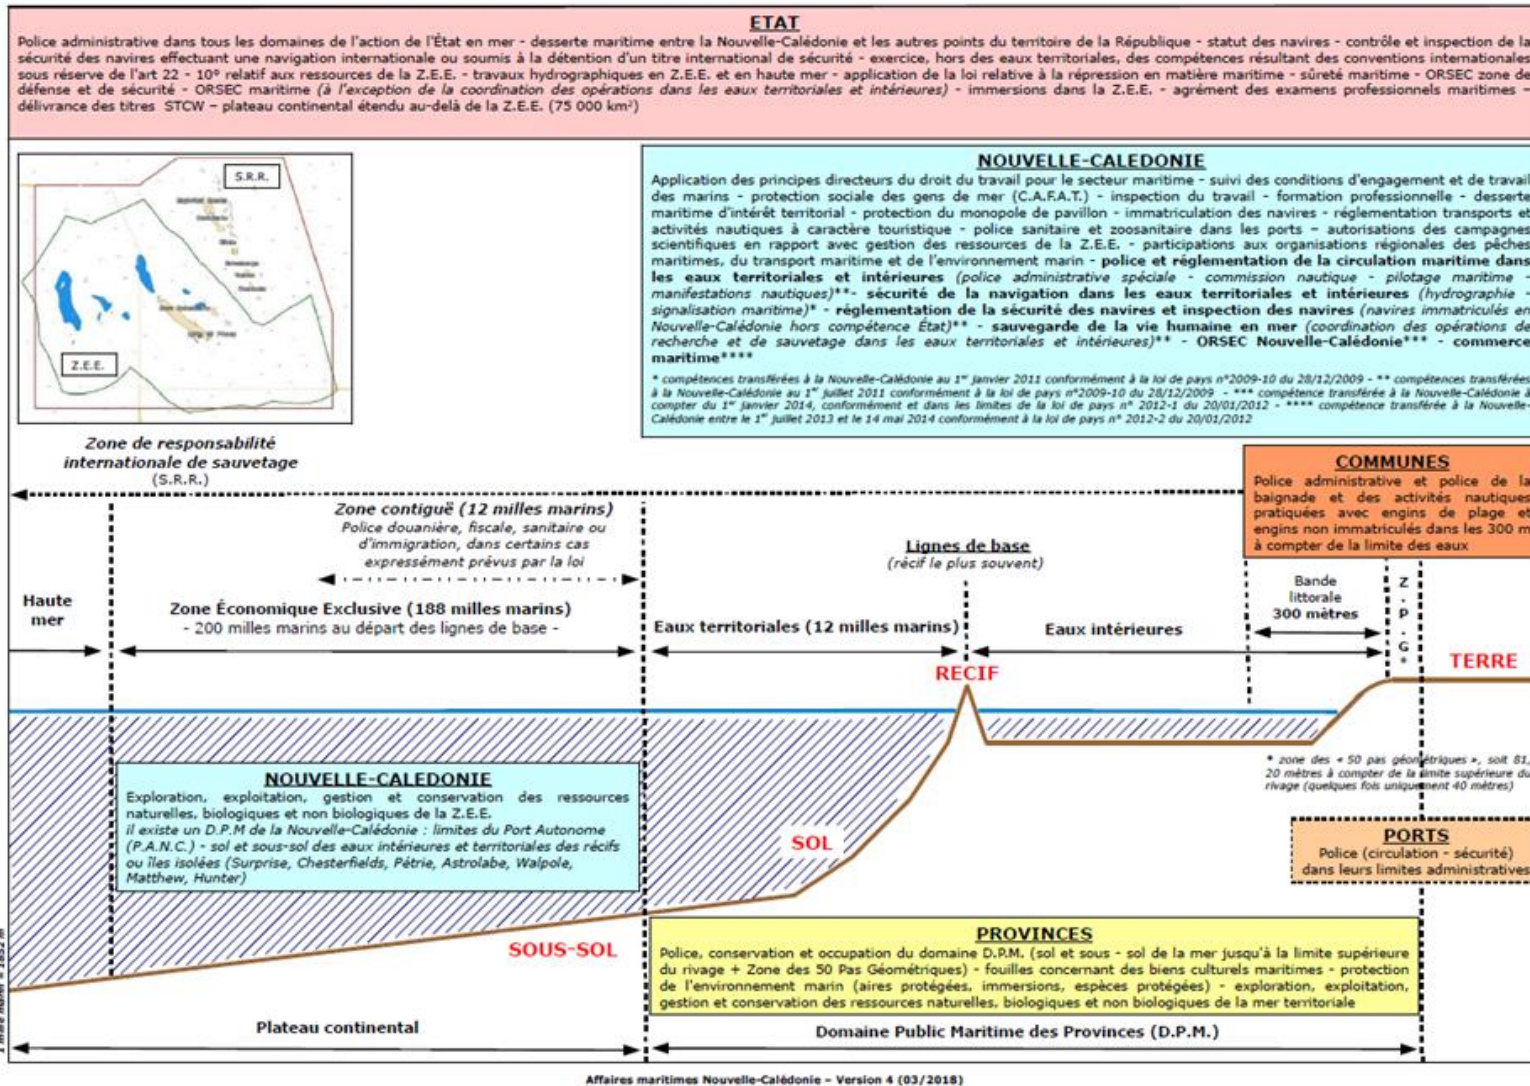 ETAT
Police administrative dans tous les domaines de l'action de l'État en mer - desserte maritime entre la Nouvelle-Calédonie et les autres points du territoire de la République - statut des navires - contrôle et inspection de la
sécurité des navires effectuant une navigation internationale ou soumis à la détention d'un titre international de sécurité - exercice, hors des eaux territoriales, des compétences résultant des conventions internationales
sous réserve de l'art 22 - 10° relatif aux ressources de la Z.E.E. - travaux hydrographiques en Z.E.E. et en haute mer - application de la loi relative à la répression en matière maritime - sûreté maritime - ORSEC zone de
défense et de sécurité - ORSEC maritime (à l'exception de la coordination des opérations dans les eaux territoriales et intérieures) - immersions dans la Z.E.E. - agrément des examens professionnels maritimes –
délivrance des titres STCW – plateau continental étendu au-delà de la Z.E.E. (75 000 km²)
S.R.R.
Z.E.E.
NOUVELLE-CALEDONIE
Application des principes directeurs du droit du travail pour le secteur maritime - suivi des conditions d'engagement et de travail
des marins - protection sociale des gens de mer (C.A.F.A.T.) - inspection du travail - formation professionnelle - desserte
maritime d'intérêt territorial - protection du monopole de pavillon - immatriculation des navires - réglementation transports et
activités nautiques à caractère touristique - police sanitaire et zoosanitaire dans les ports – autorisations des campagnes
scientifiques en rapport avec gestion des ressources de la Z.E.E. - participations aux organisations régionales des pêches
maritimes, du transport maritime et de l'environnement marin - police et réglementation de la circulation maritime dans
les eaux territoriales et intérieures (police administrative spéciale - commission nautique - pilotage maritime -
manifestations nautiques)**- sécurité de la navigation dans les eaux territoriales et intérieures (hydrographie -
signalisation maritime)* - réglementation de la sécurité des navires et inspection des navires (navires immatriculés en
Nouvelle-Calédonie hors compétence État)** - sauvegarde de la vie humaine en mer (coordination des opérations de
recherche et de sauvetage dans les eaux territoriales et intérieures)** - ORSEC Nouvelle-Calédonie*** - commerce
maritime****
* compétences transférées à la Nouvelle-Calédonie au 1er janvier 2011 conformément à la loi de pays n°2009-10 du 28/12/2009 - ** compétences transférées
à la Nouvelle-Calédonie au 1er juillet 2011 conformément à la loi de pays n°2009-10 du 28/12/2009 - *** compétence transférée à la Nouvelle-Calédonie à
compter du 1er janvier 2014, conformément et dans les limites de la loi de pays n° 2012-1 du 20/01/2012 - **** compétence transférée à la Nouvelle-
Calédonie entre le 1er juillet 2013 et le 14 mai 2014 conformément à la loi de pays n° 2012-2 du 20/01/2012
Zone de responsabilité
internationale de sauvetage
(S.R.R.)
COMMUNES
Police administrative et police de la
baignade et des activités nautiques
pratiquées avec engins de plage et
engins non immatriculés dans les 300 m
à compter de la limite des eaux
Zone contiguë (12 milles marins)
Police douanière, fiscale, sanitaire ou
d'immigration, dans certains cas
expressément prévus par la loi
Lignes de base
(récif le plus souvent)
Haute
mer
Zone Économique Exclusive (188 milles marins)
- 200 milles marins au départ des lignes de base -
Eaux territoriales (12 milles marins)
Eaux intérieures
Bande
littorale
300 mètres
Z
.
P
.
G
*
TERRE
RECIF
* zone des « 50 pas géométriques », soit 81,
20 mètres à compter de la limite supérieure du
rivage (quelques fois uniquement 40 mètres)
NOUVELLE-CALEDONIE
Exploration, exploitation, gestion et conservation des ressources
naturelles, biologiques et non biologiques de la Z.E.E.
il existe un D.P.M de la Nouvelle-Calédonie : limites du Port Autonome
(P.A.N.C.) - sol et sous-sol des eaux intérieures et territoriales des récifs
ou îles isolées (Surprise, Chesterfields, Pétrie, Astrolabe, Walpole,
Matthew, Hunter)
SOL
PORTS
Police (circulation - sécurité)
dans leurs limites administratives
SOUS-SOL
PROVINCES
Police, conservation et occupation du domaine D.P.M. (sol et sous - sol de la mer jusqu'à la limite supérieure
du rivage + Zone des 50 Pas Géométriques) - fouilles concernant des biens culturels maritimes - protection
de l'environnement marin (aires protégées, immersions, espèces protégées) - exploration, exploitation,
gestion et conservation des ressources naturelles, biologiques et non biologiques de la mer territoriale
Plateau continental
Domaine Public Maritime des Provinces (D.P.M.)
Affaires maritimes Nouvelle-Calédonie – Version 4 (03/2018)